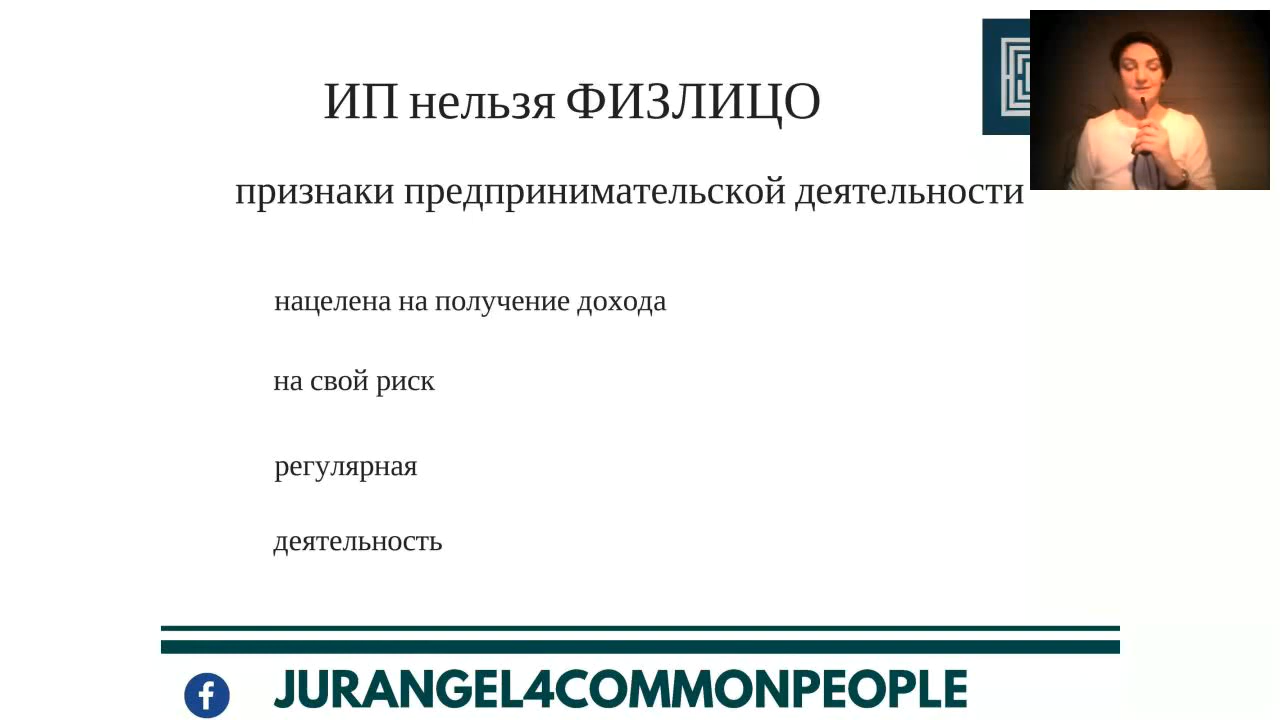 ИП нельзя ФИЗЛИЦО
признаки предпринимательской деятельности
нацелена на получение дохода
на свой риск
регулярная
деятельность
f JURANGEL4COMMONPEOPLE